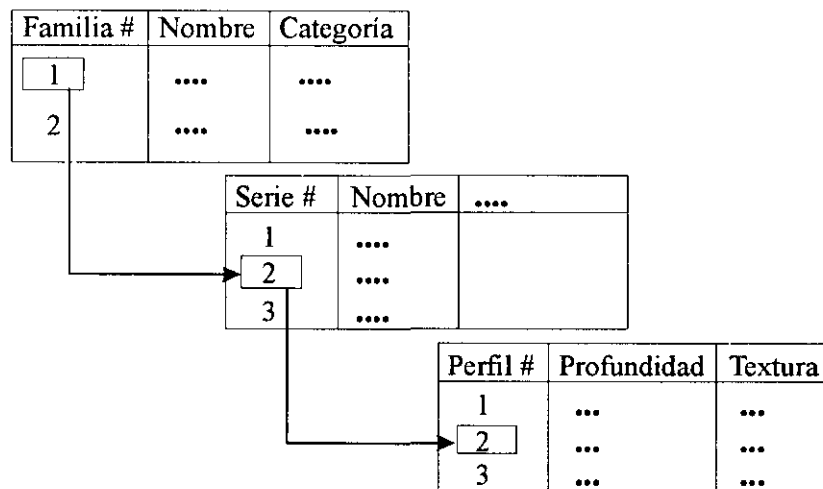 Familia # Nombre Categoría
1 .... ....
2 .... ....
Serie # Nombre ....
1 ....
2 ....
3 ....
Perfil # Profundidad Textura
1 ... ...
2 ... ...
3 ... ...